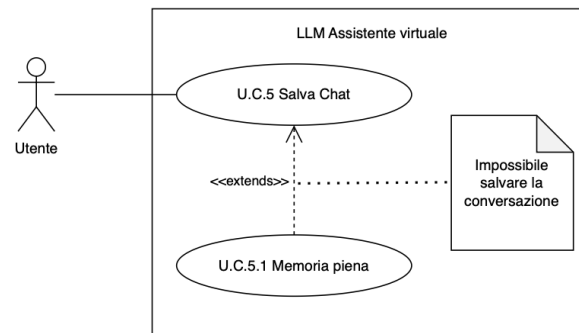 LLM Assistente virtuale
U.C.5 Salva Chat
Utente
<<extends>>
Impossibile
salvare la
conversazione
U.C.5.1 Memoria piena